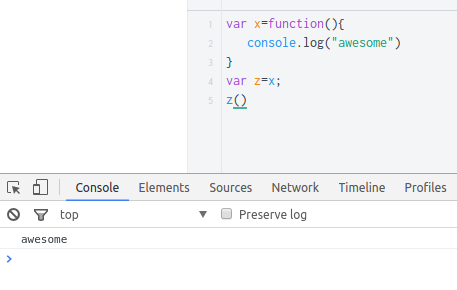 1 var x=function(){
2 console.log("awesome")
3 }
4 var z=x;
5 z()
Console Elements Sources Network Timeline Profiles
top Preserve log
awesome